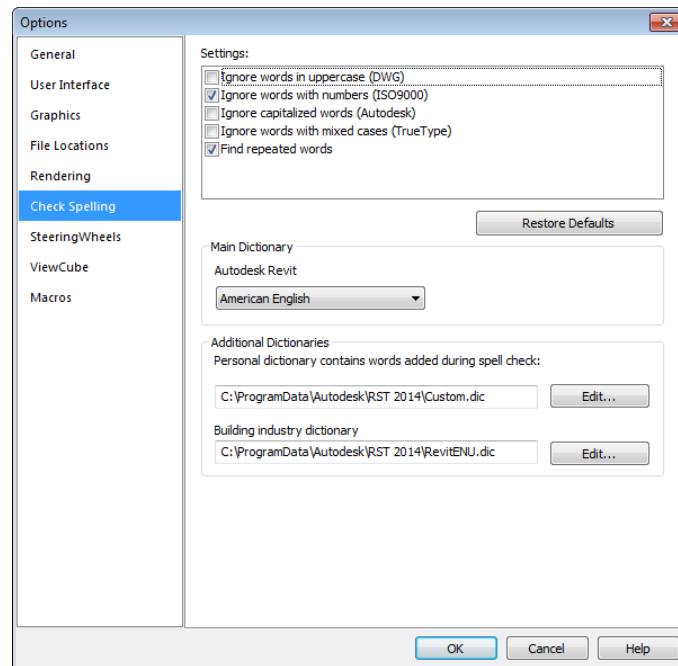 Options
General
User Interface
Graphics
File Locations
Rendering
Check Spelling
SteeringWheels
ViewCube
Macros
Settings:
Ignore words in uppercase (DWG)
Ignore words with numbers (ISO9000)
Ignore capitalized words (Autodesk)
Ignore words with mixed cases (TrueType)
Find repeated words
Restore Defaults
Main Dictionary
Autodesk Revit
American English
Additional Dictionaries
Personal dictionary contains words added during spell check:
C:\ProgramData\Autodesk\RST 2014\Custom.dic
Edit...
Building industry dictionary
C:\ProgramData\Autodesk\RST 2014\RevitENU.dic
Edit...
OK
Cancel
Help